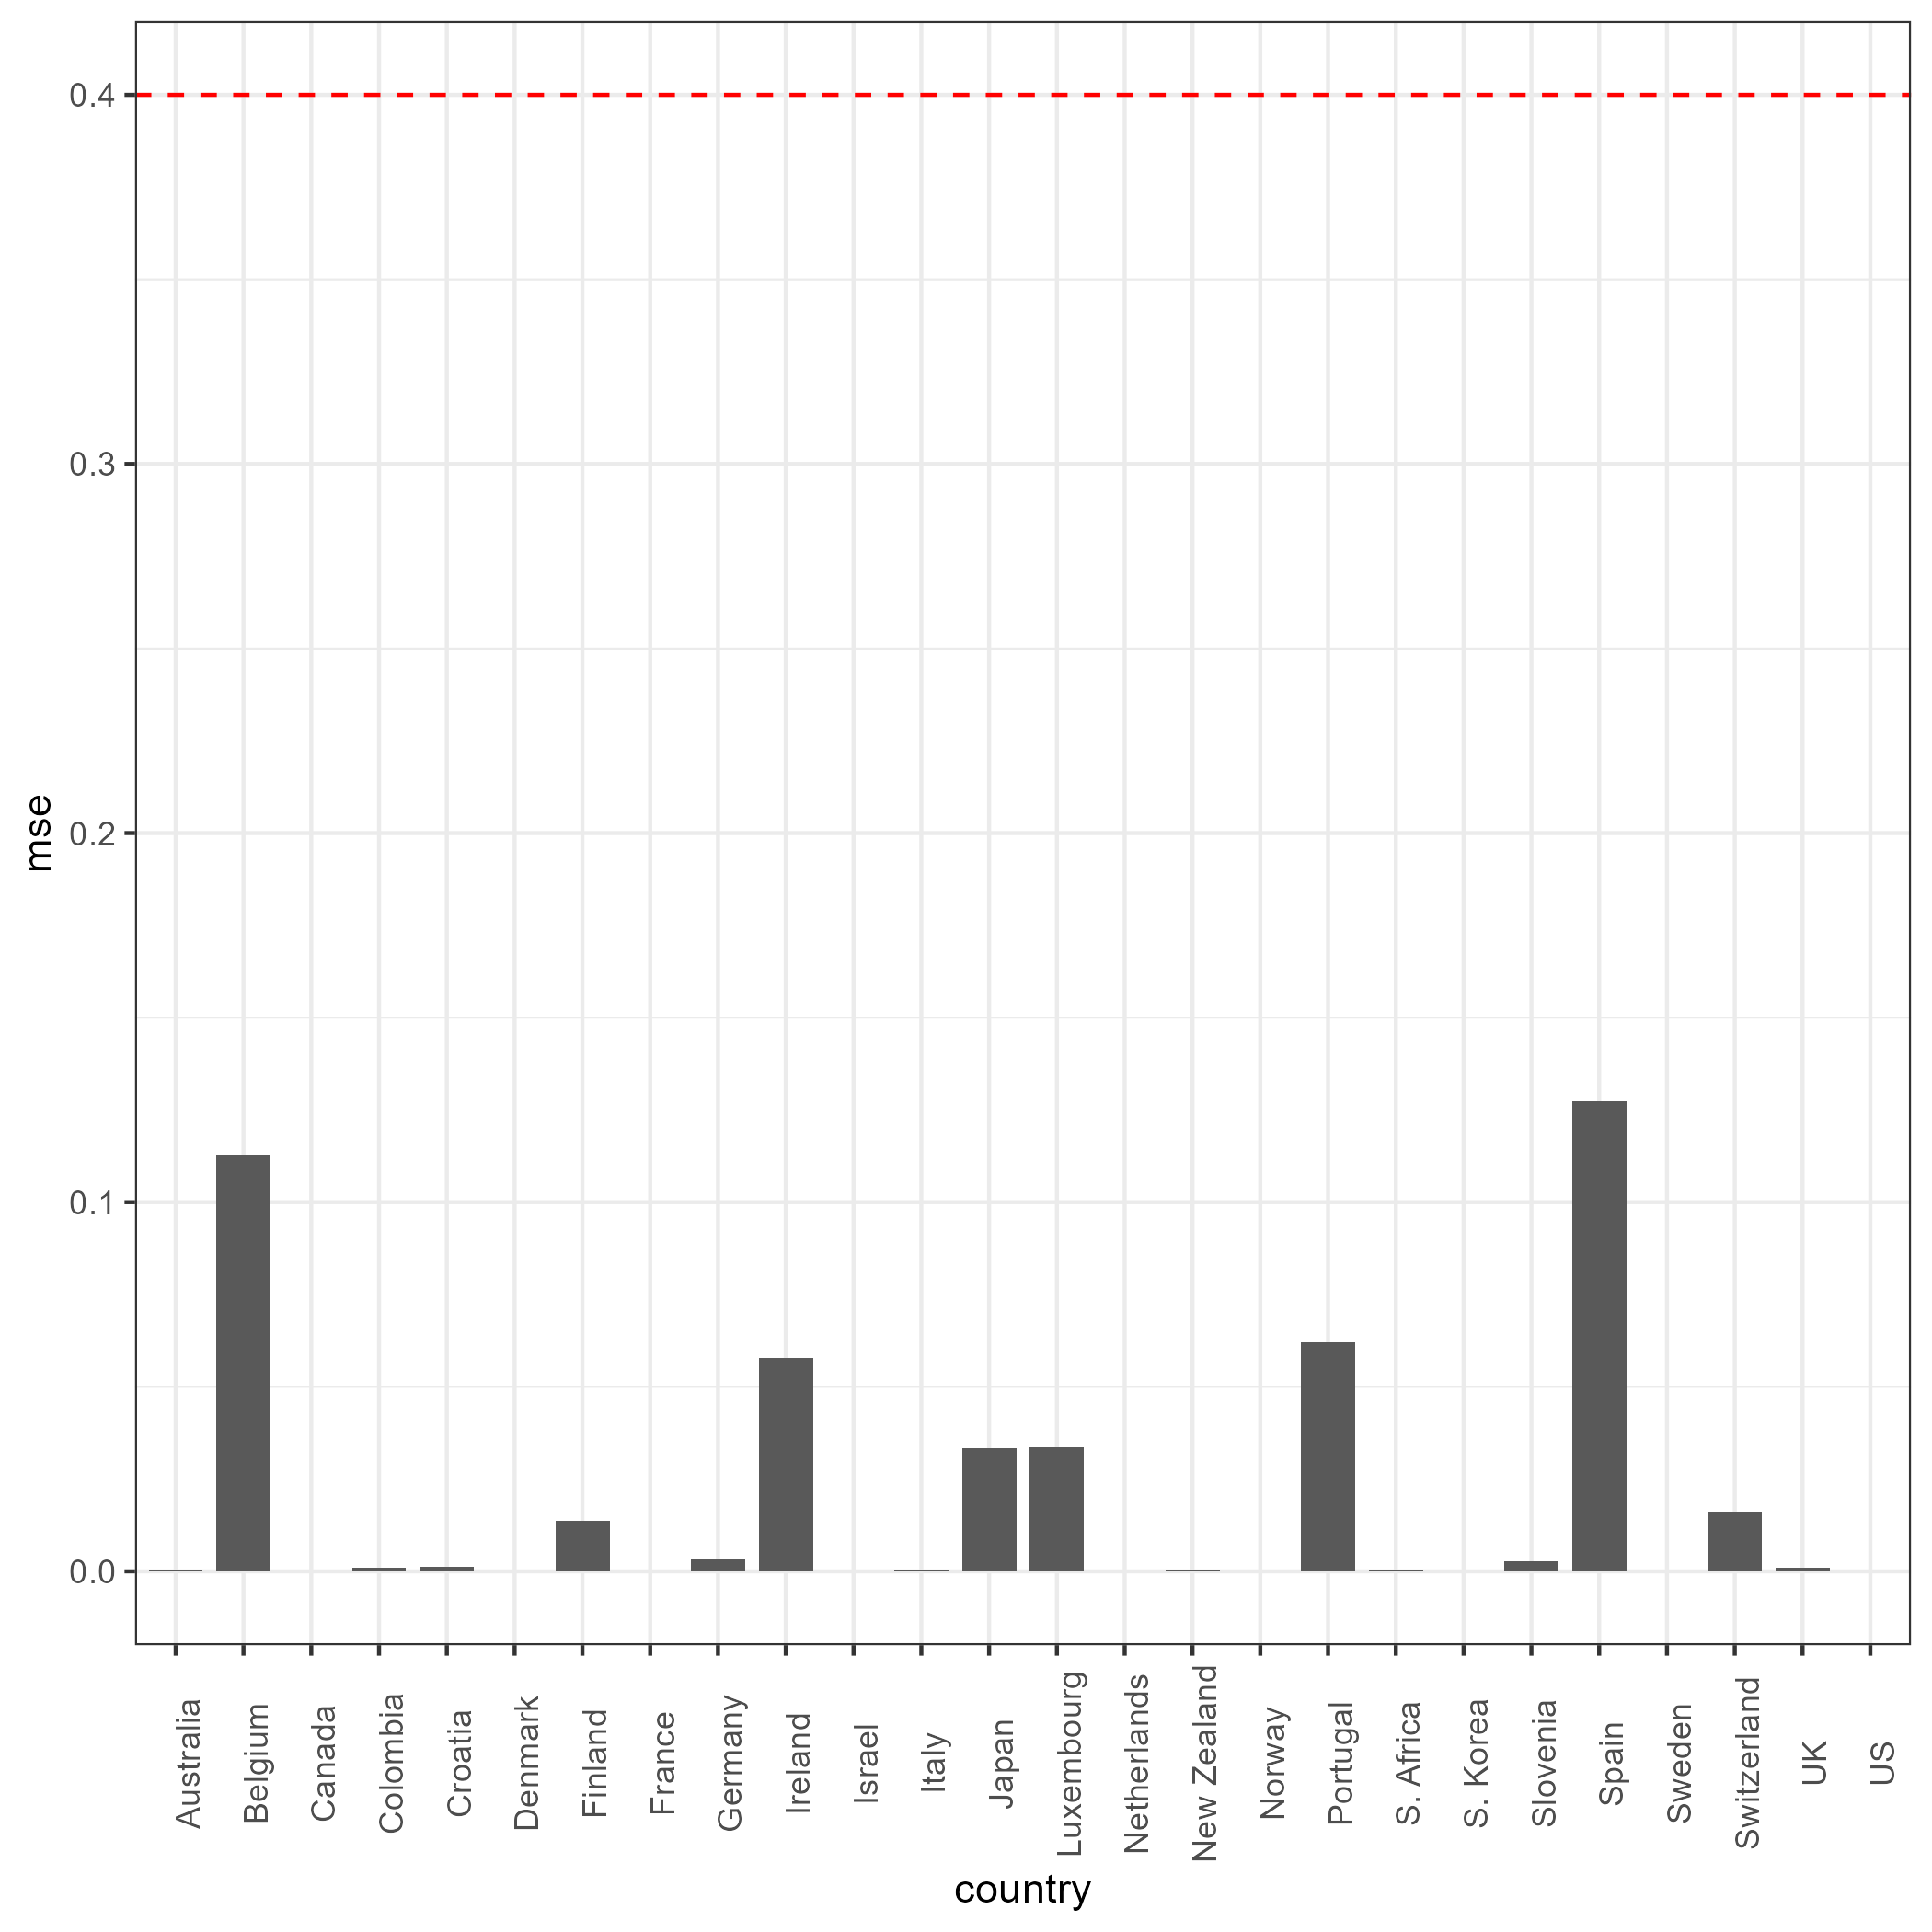 mse
0.4
0.3
0.2
0.1
0.0
Australia
Belgium
Canada
Colombia
Croatia
Denmark
Finland
France
Germany
Ireland
Israel
Italy
Japan
Luxembourg
Netherlands
New Zealand
Norway
Portugal
S. Africa
S. Korea
Slovenia
Spain
Sweden
Switzerland
UK
US
country